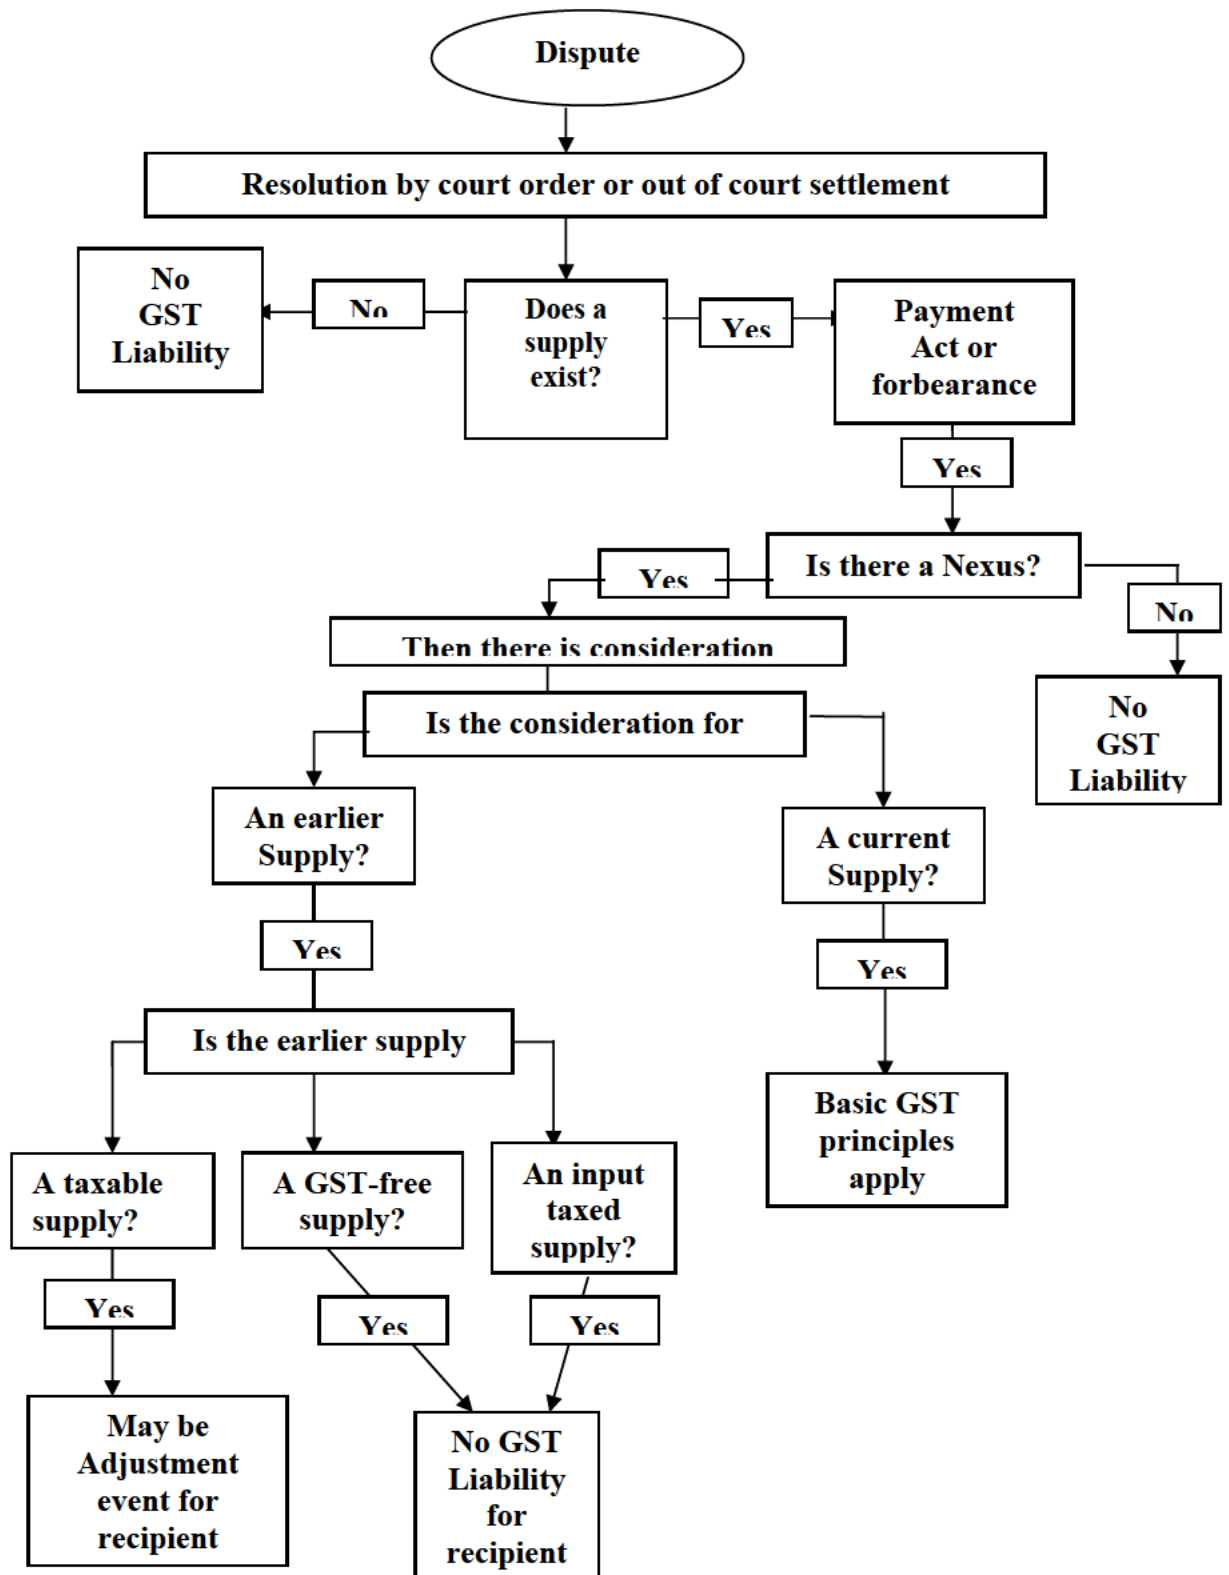 Dispute
Resolution by court order or out of court settlement
No
GST
Liability
No
Does a
supply
exist?
Yes
Payment
Act or
forbearance
Yes
Is there a Nexus?
Yes
No
Then there is consideration
Is the consideration for
No
GST
Liability
An earlier
Supply?
A current
Supply?
Yes
Yes
Is the earlier supply
Basic GST
principles
apply
A taxable
supply?
A GST-free
supply?
An input
taxed
supply?
Yes
Yes
Yes
May be
Adjustment
event for
recipient
No GST
Liability
for
recipient